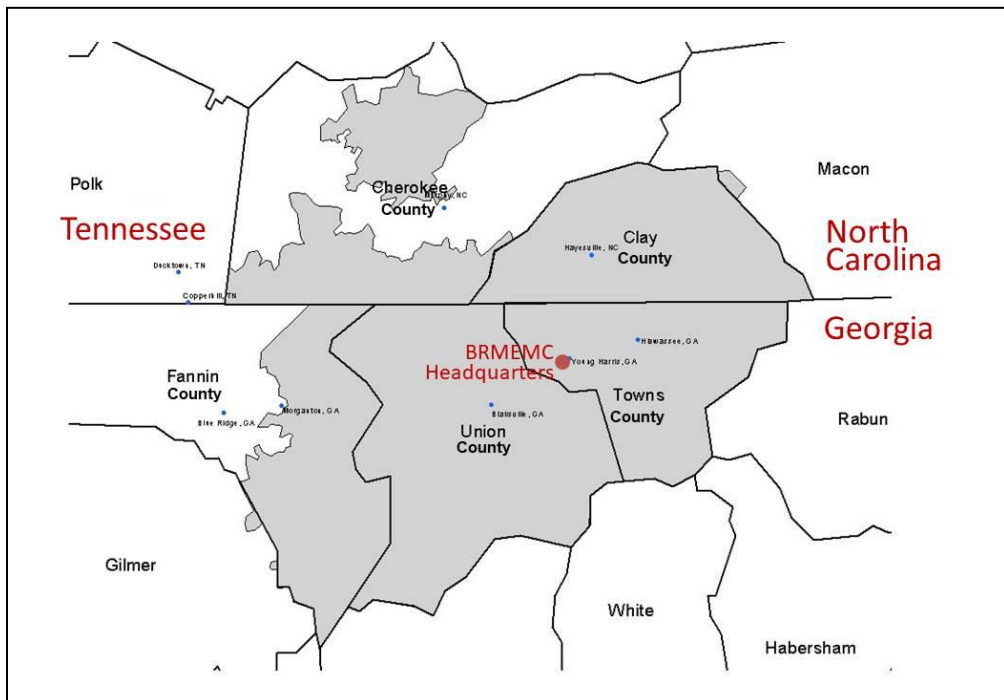 Polk
Macon
Cherokee
County
Tennessee
Clay
County
Hayesville, NC
North
Carolina
Ducktown, TN
Copperhill, TN
Georgia
Hiawassee, GA
BRMEMC
Headquarters
Young Harris, GA
Fannin
County
Morganton, GA
Blue Ridge, GA
Blairsville, GA
Union
County
Towns
County
Rabun
Gilmer
White
Habersham